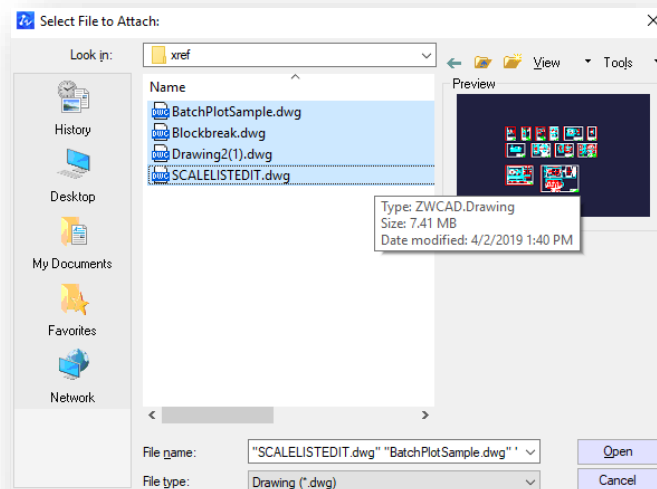 Select File to Attach:
Look in:
xref
View
Tools
Name
Preview
BatchPlotSample.dwg
Blockbreak.dwg
Drawing2(1).dwg
SCALELISTEDIT.dwg
History
Desktop
My Documents
Favorites
Network
Type: ZWCAD.Drawing
Size: 7.41 MB
Date modified: 4/2/2019 1:40 PM
File name:
"SCALELISTEDIT.dwg" "BatchPlotSample.dwg" '
Open
File type:
Drawing (*.dwg)
Cancel